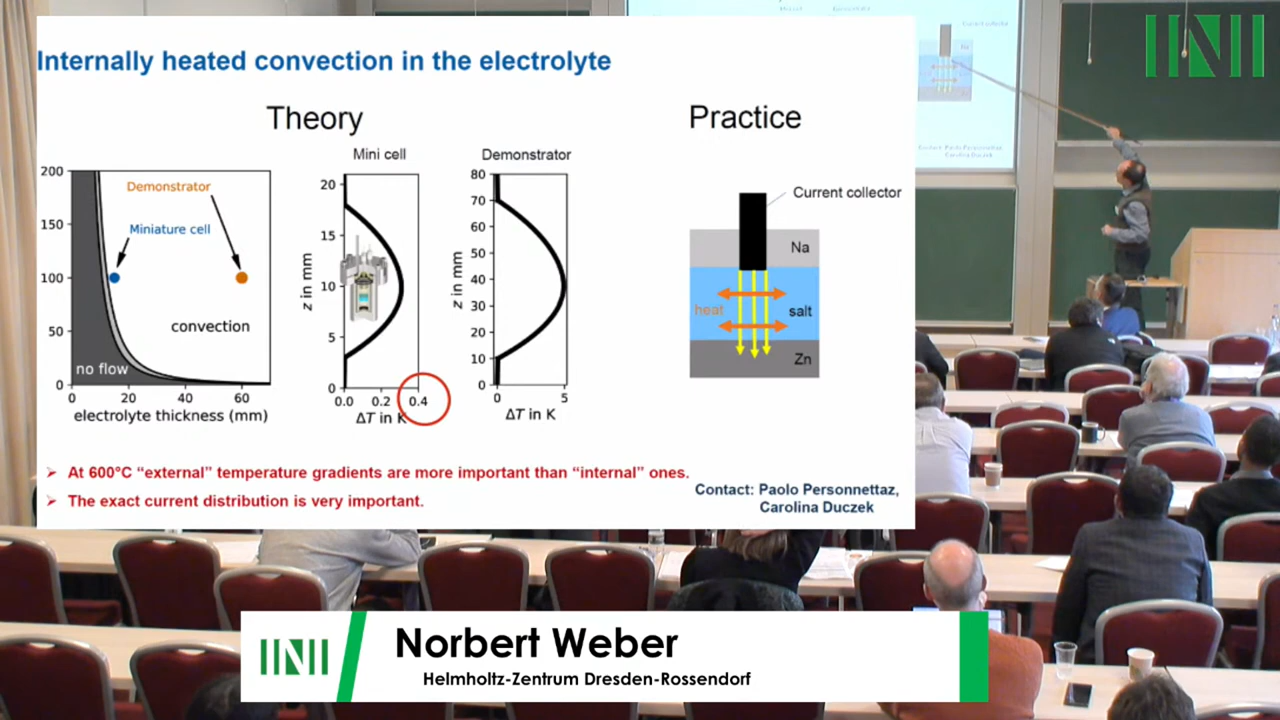 Internally heated convection in the electrolyte
Theory
Practice
Mini cell
Demonstrator
200
150
100
50
0
Demonstrator
Miniature cell
convection
no flow
0 20 40 60
electrolyte thickness (mm)
20
15
10
5
0
z in mm
0.0 0.2 0.4
ΔT in K
80
70
60
50
40
30
20
10
0
z in mm
0 5
ΔT in K
Current collector
Na
heat
salt
Zn
➢ At 600°C “external” temperature gradients are more important than “internal” ones.
➢ The exact current distribution is very important.
Contact: Paolo Personnettaz,
Carolina Duczek
Norbert Weber
Helmholtz-Zentrum Dresden-Rossendorf